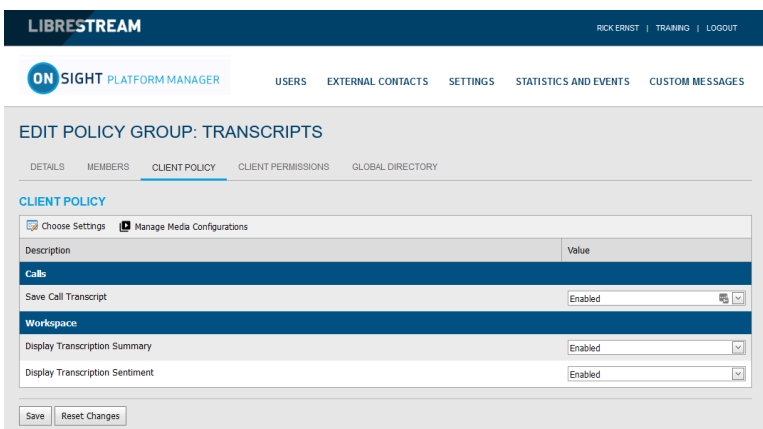 LIBRESTREAM
RICK ERNST | TRAINING | LOGOUT
ON SIGHT PLATFORM MANAGER
USERS EXTERNAL CONTACTS SETTINGS STATISTICS AND EVENTS CUSTOM MESSAGES
EDIT POLICY GROUP: TRANSCRIPTS
DETAILS MEMBERS CLIENT POLICY CLIENT PERMISSIONS GLOBAL DIRECTORY
CLIENT POLICY
Choose Settings Manage Media Configurations
Description Value
Calls
Save Call Transcript Enabled
Workspace
Display Transcription Summary Enabled
Display Transcription Sentiment Enabled
Save Reset Changes